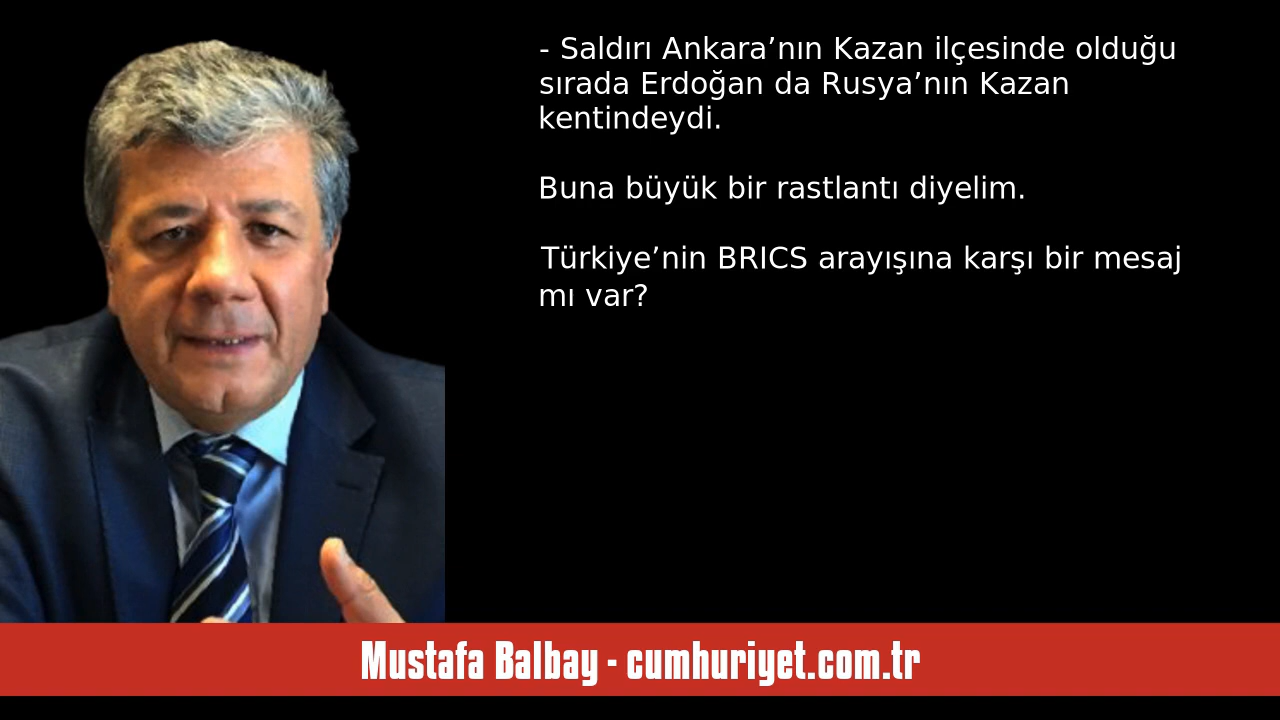 - Saldırı Ankara’nın Kazan ilçesinde olduğu
sırada Erdoğan da Rusya’nın Kazan
kentindeydi.
Buna büyük bir rastlantı diyelim.
Türkiye’nin BRICS arayışına karşı bir mesaj
mı var?
Mustafa Balbay - cumhuriyet.com.tr